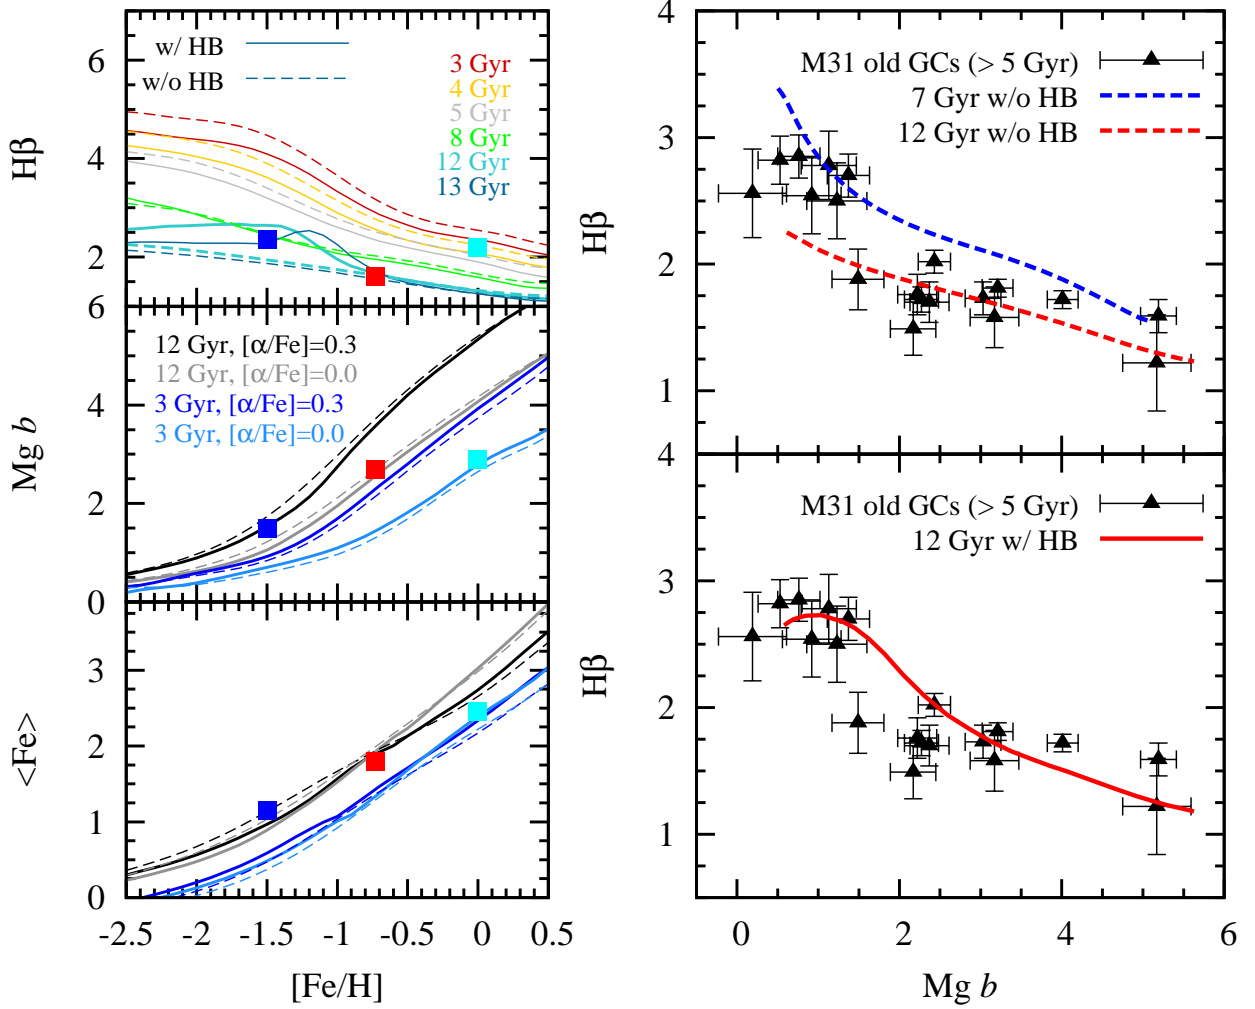 6
4
2
Hβ
w/ HB
w/o HB
3 Gyr
4 Gyr
5 Gyr
8 Gyr
12 Gyr
13 Gyr
6
4
2
0
Mg b
12 Gyr, [α/Fe]=0.3
12 Gyr, [α/Fe]=0.0
3 Gyr, [α/Fe]=0.3
3 Gyr, [α/Fe]=0.0
3
2
1
0
<Fe>
-2.5 -2 -1.5 -1 -0.5 0 0.5
[Fe/H]
4
3
2
1
Hβ
M31 old GCs (> 5 Gyr)
7 Gyr w/o HB
12 Gyr w/o HB
4
3
2
1
Hβ
M31 old GCs (> 5 Gyr)
12 Gyr w/ HB
0 2 4 6
Mg b